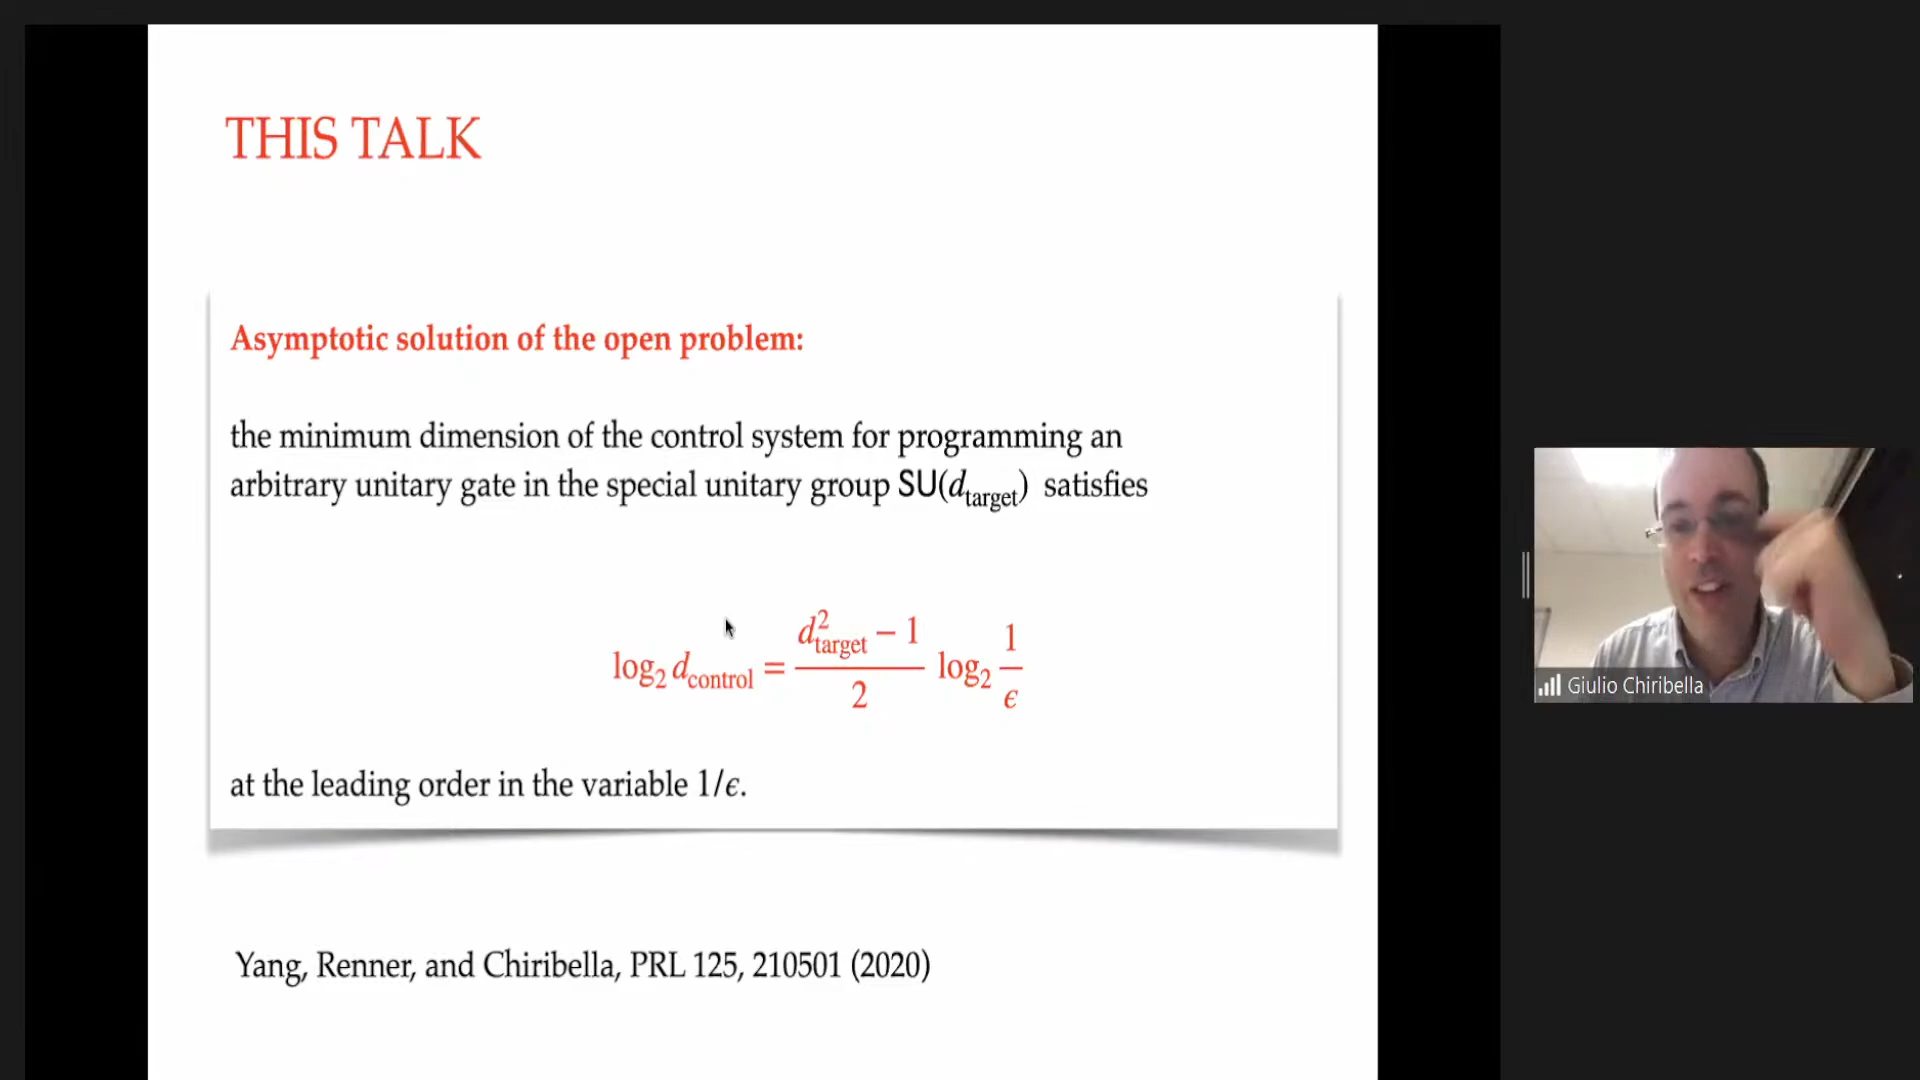 THIS TALK
Asymptotic solution of the open problem:
the minimum dimension of the control system for programming an
arbitrary unitary gate in the special unitary group SU(d_target) satisfies
log₂ d_control = (d²_target − 1)/2 log₂ 1/ϵ
at the leading order in the variable 1/ϵ.
Yang, Renner, and Chiribella, PRL 125, 210501 (2020)
Giulio Chiribella